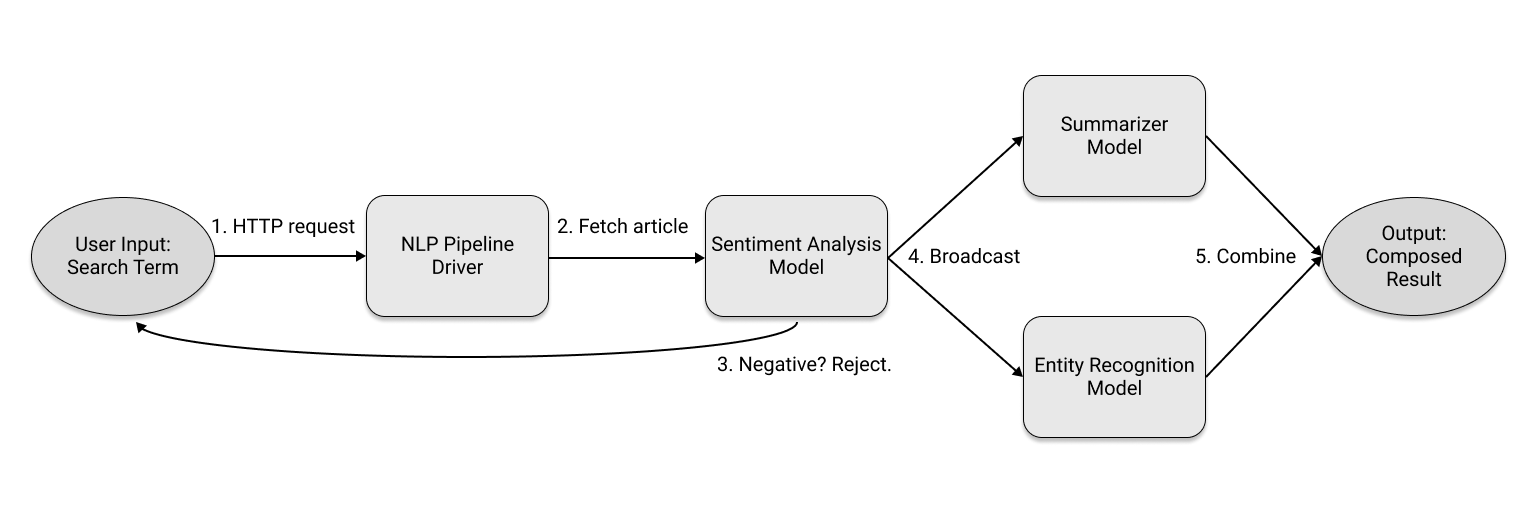 User Input:
Search Term
1. HTTP request
NLP Pipeline
Driver
2. Fetch article
Sentiment Analysis
Model
3. Negative? Reject.
4. Broadcast
Summarizer
Model
Entity Recognition
Model
5. Combine
Output:
Composed
Result